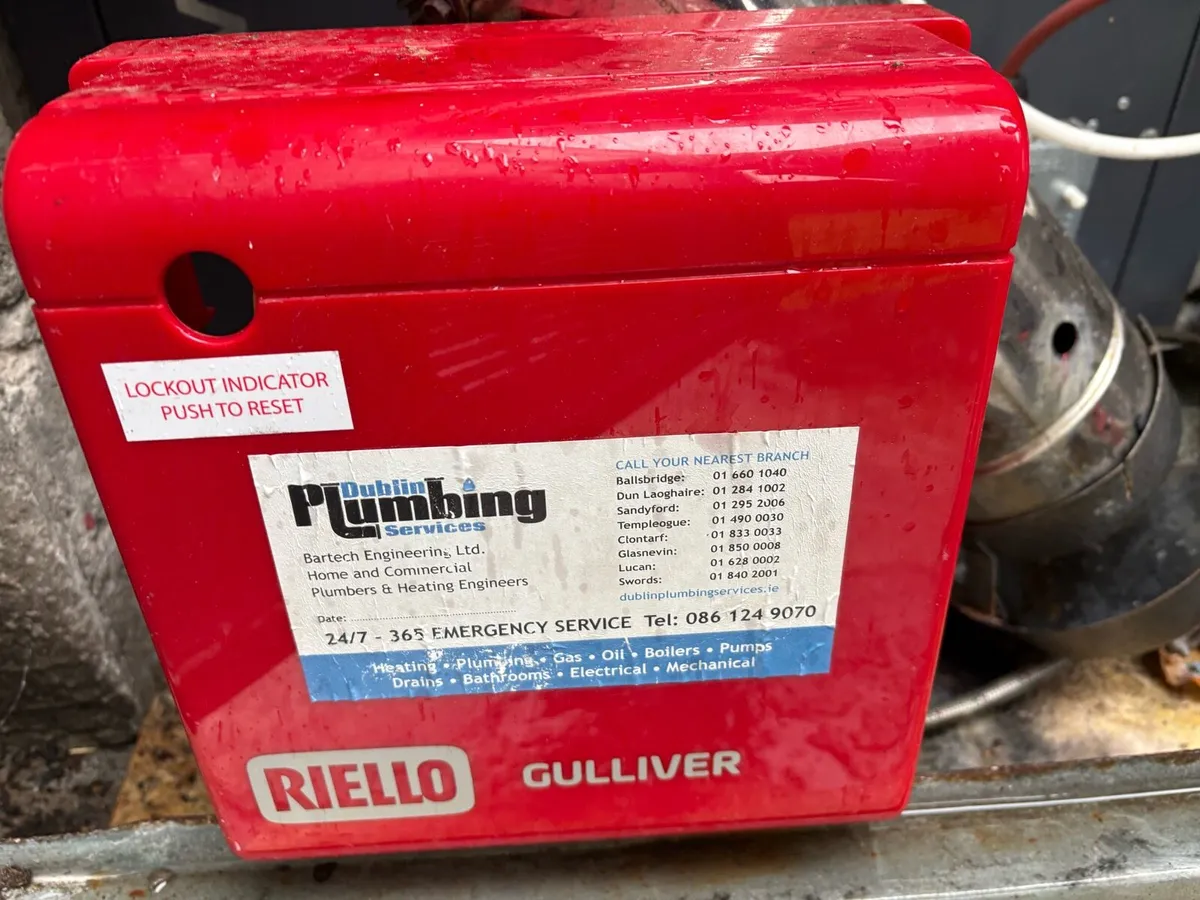 LOCKOUT INDICATOR
PUSH TO RESET
Dublin
Plumbing
Services
Bartech Engineering Ltd.
Home and Commercial
Plumbers & Heating Engineers
CALL YOUR NEAREST BRANCH
Ballsbridge: 01 660 1040
Dun Laoghaire: 01 284 1002
Sandyford: 01 295 2006
Templeogue: 01 490 0030
Clontarf: 01 833 0033
Glasnevin: 01 850 0008
Lucan: 01 628 0002
Swords: 01 840 2001
dublinplumbingservices.ie
Date: ........................................
24/7 - 365 EMERGENCY SERVICE Tel: 086 124 9070
Heating • Plumbing • Gas • Oil • Boilers • Pumps
Drains • Bathrooms • Electrical • Mechanical
RIELLO GULLIVER